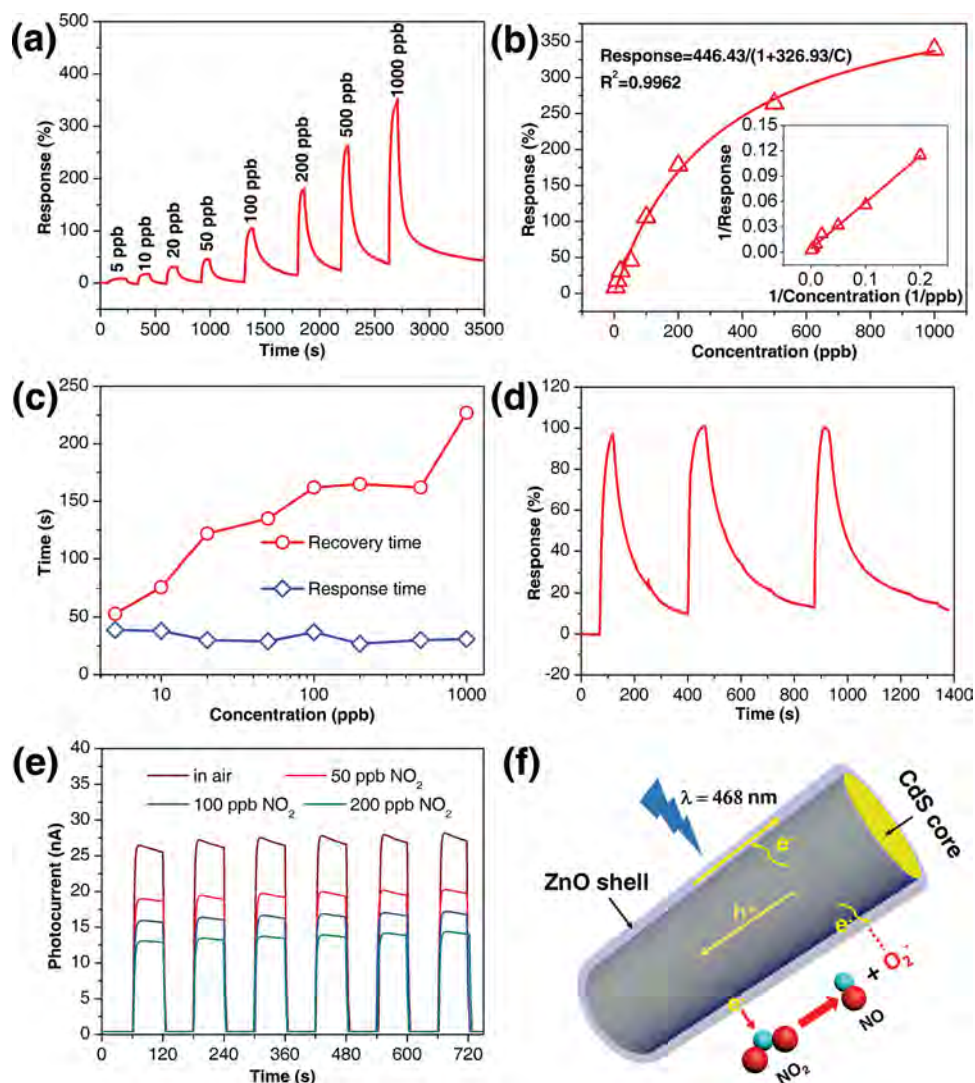 (a)
500
400
300
200
100
0
Response (%)
5 ppb
10 ppb
20 ppb
50 ppb
100 ppb
200 ppb
500 ppb
1000 ppb
0 500 1000 1500 2000 2500 3000 3500
Time (s)
(b)
350
300
250
200
150
100
50
0
Response (%)
Response=446.43/(1+326.93/C)
R²=0.9962
0.15
0.12
0.09
0.06
0.03
0.00
1/Response
0.0 0.1 0.2
1/Concentration (1/ppb)
0 200 400 600 800 1000
Concentration (ppb)
(c)
250
200
150
100
50
0
Time (s)
Recovery time
Response time
10 100 1000
Concentration (ppb)
(d)
120
100
80
60
40
20
0
-20
Response (%)
0 200 400 600 800 1000 1200 1400
Time (s)
(e)
40
35
30
25
20
15
10
5
0
Photocurrent (nA)
in air 50 ppb NO₂
100 ppb NO₂ 200 ppb NO₂
0 120 240 360 480 600 720
Time (s)
(f)
λ = 468 nm
CdS core
ZnO shell
e⁻
h+
e⁻
O₂⁻
+
e⁻
NO
NO₂